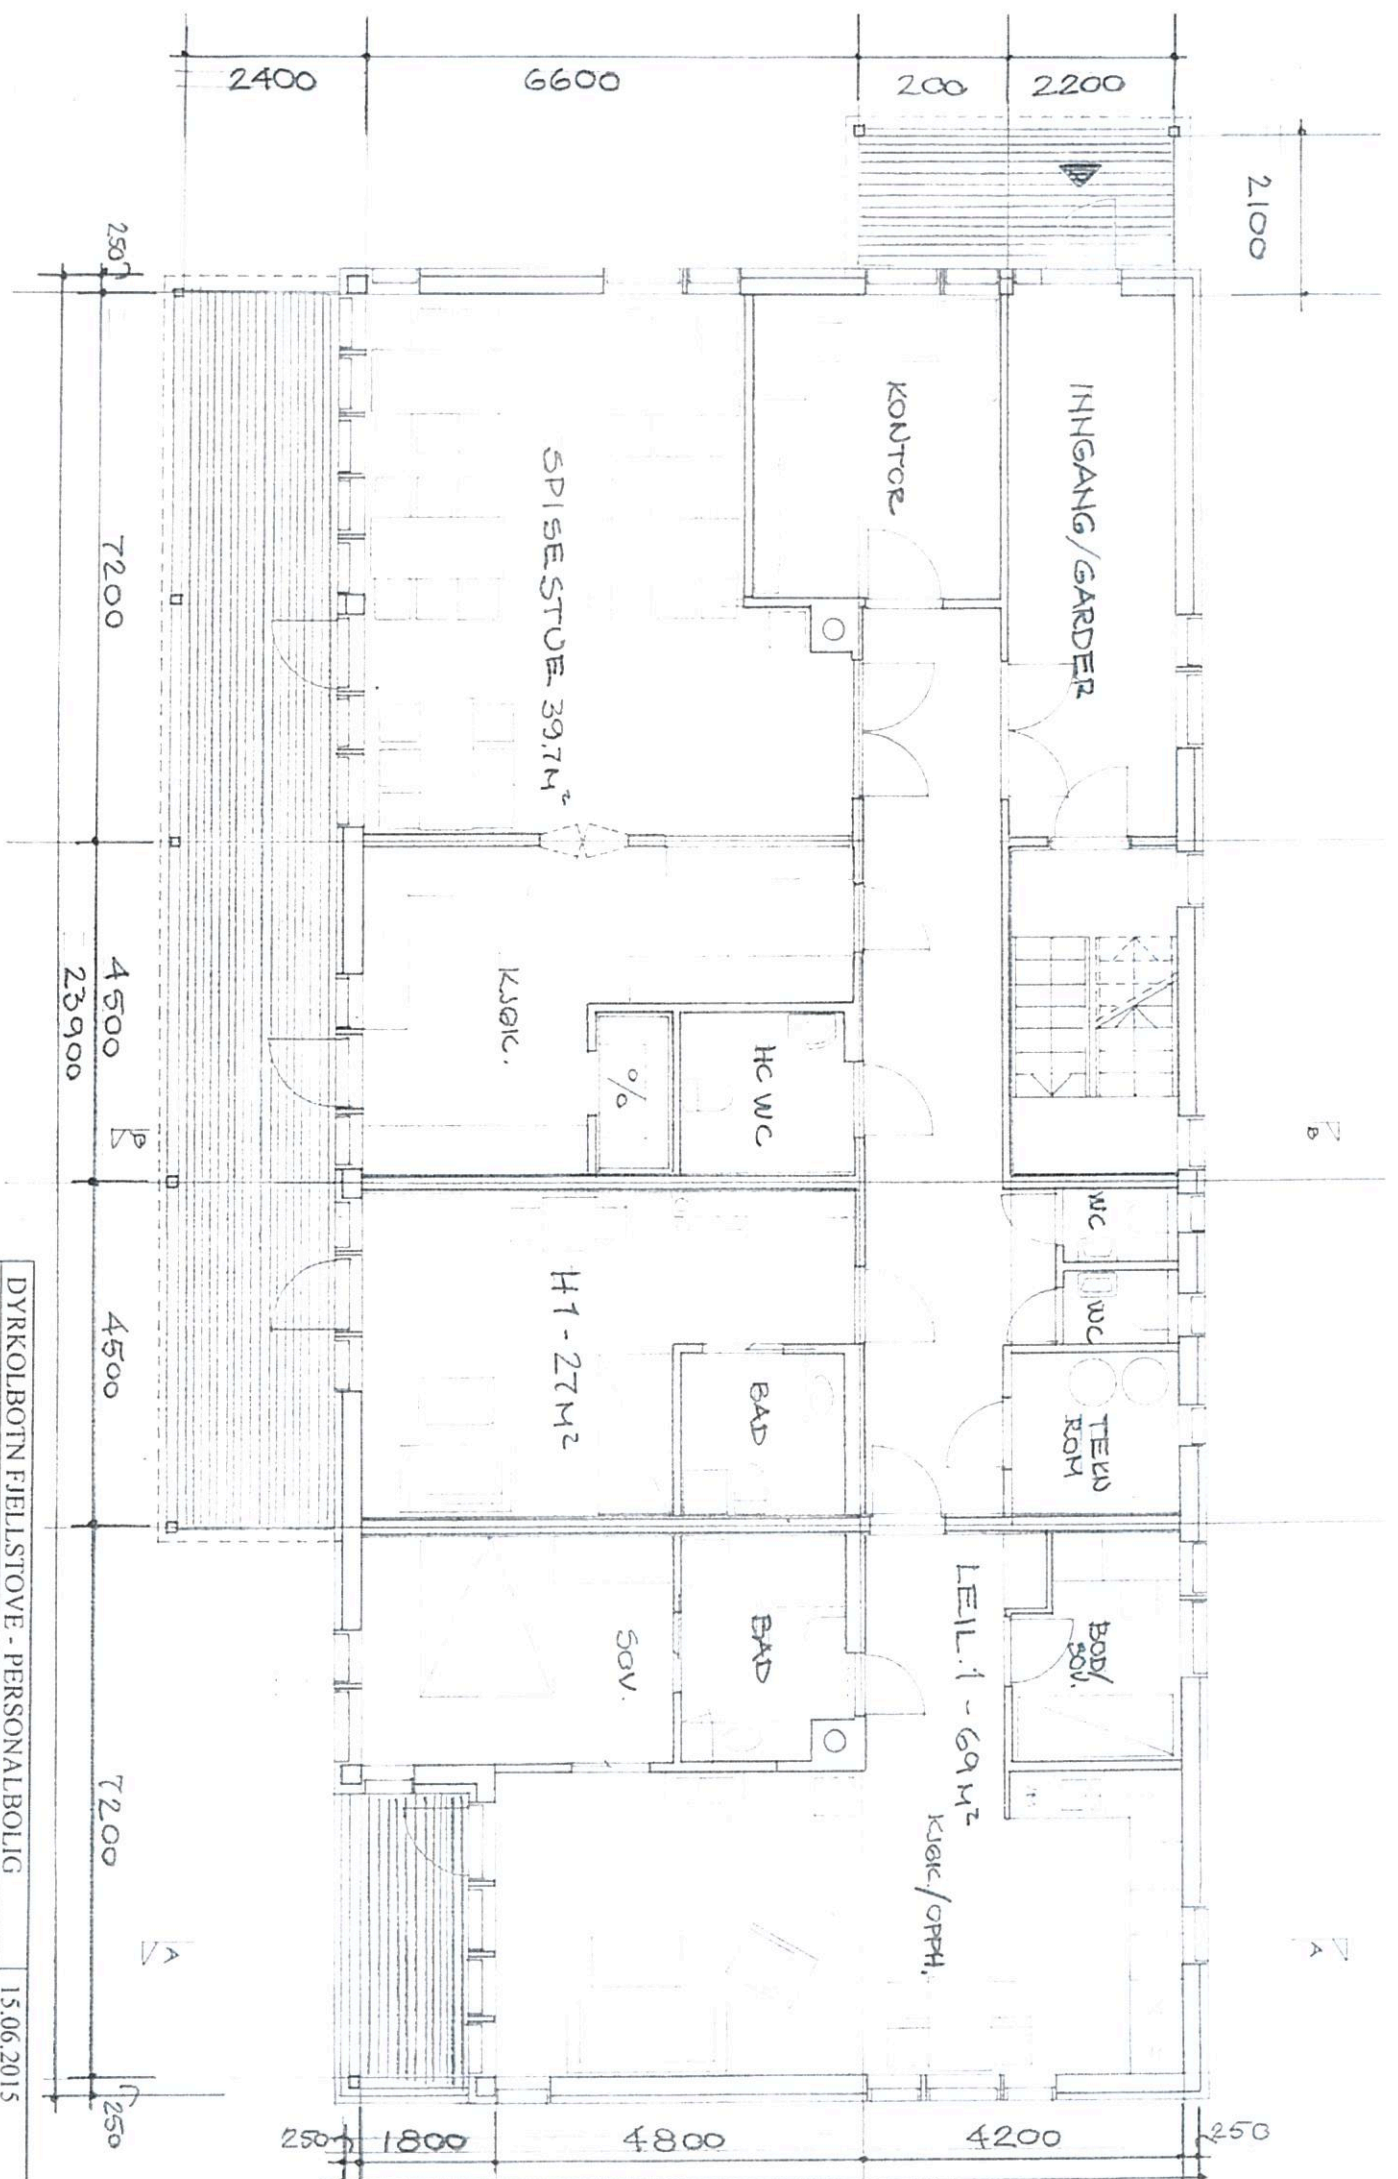 2400
6600
200
2200
2100
INNGANG/GARDER
KONTOR
SPISESTUE 39.7M²
KJØK.
%
HC WC
WC
WC
TEKN
ROM
H1 - 27M²
BAD
BAD
SOV.
BOD/
SOV.
LEIL. 1 - 69M²
KJØK/OPPH.
B
B
A
A
250
7200
4500
4500
7200
250
23900
250
1800
4800
4200
250
DYRKOLBOTN FJELLSTOVE - PERSONALBOLIG
15.06.2015